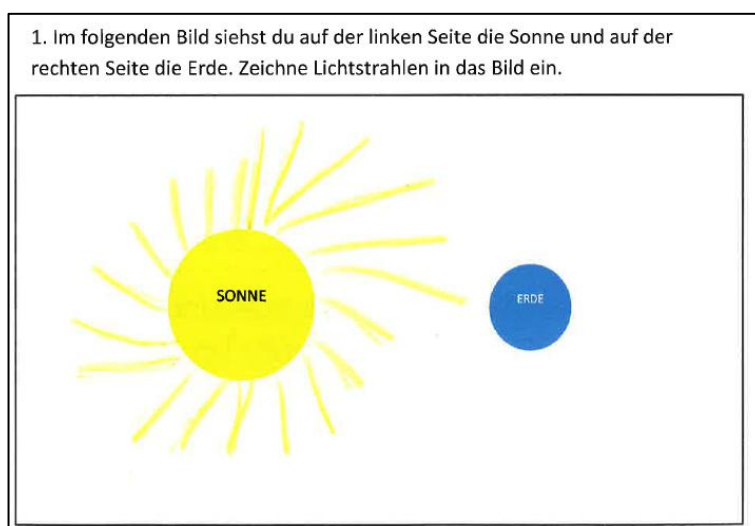 1. Im folgenden Bild siehst du auf der linken Seite die Sonne und auf der
rechten Seite die Erde. Zeichne Lichtstrahlen in das Bild ein.
SONNE
ERDE